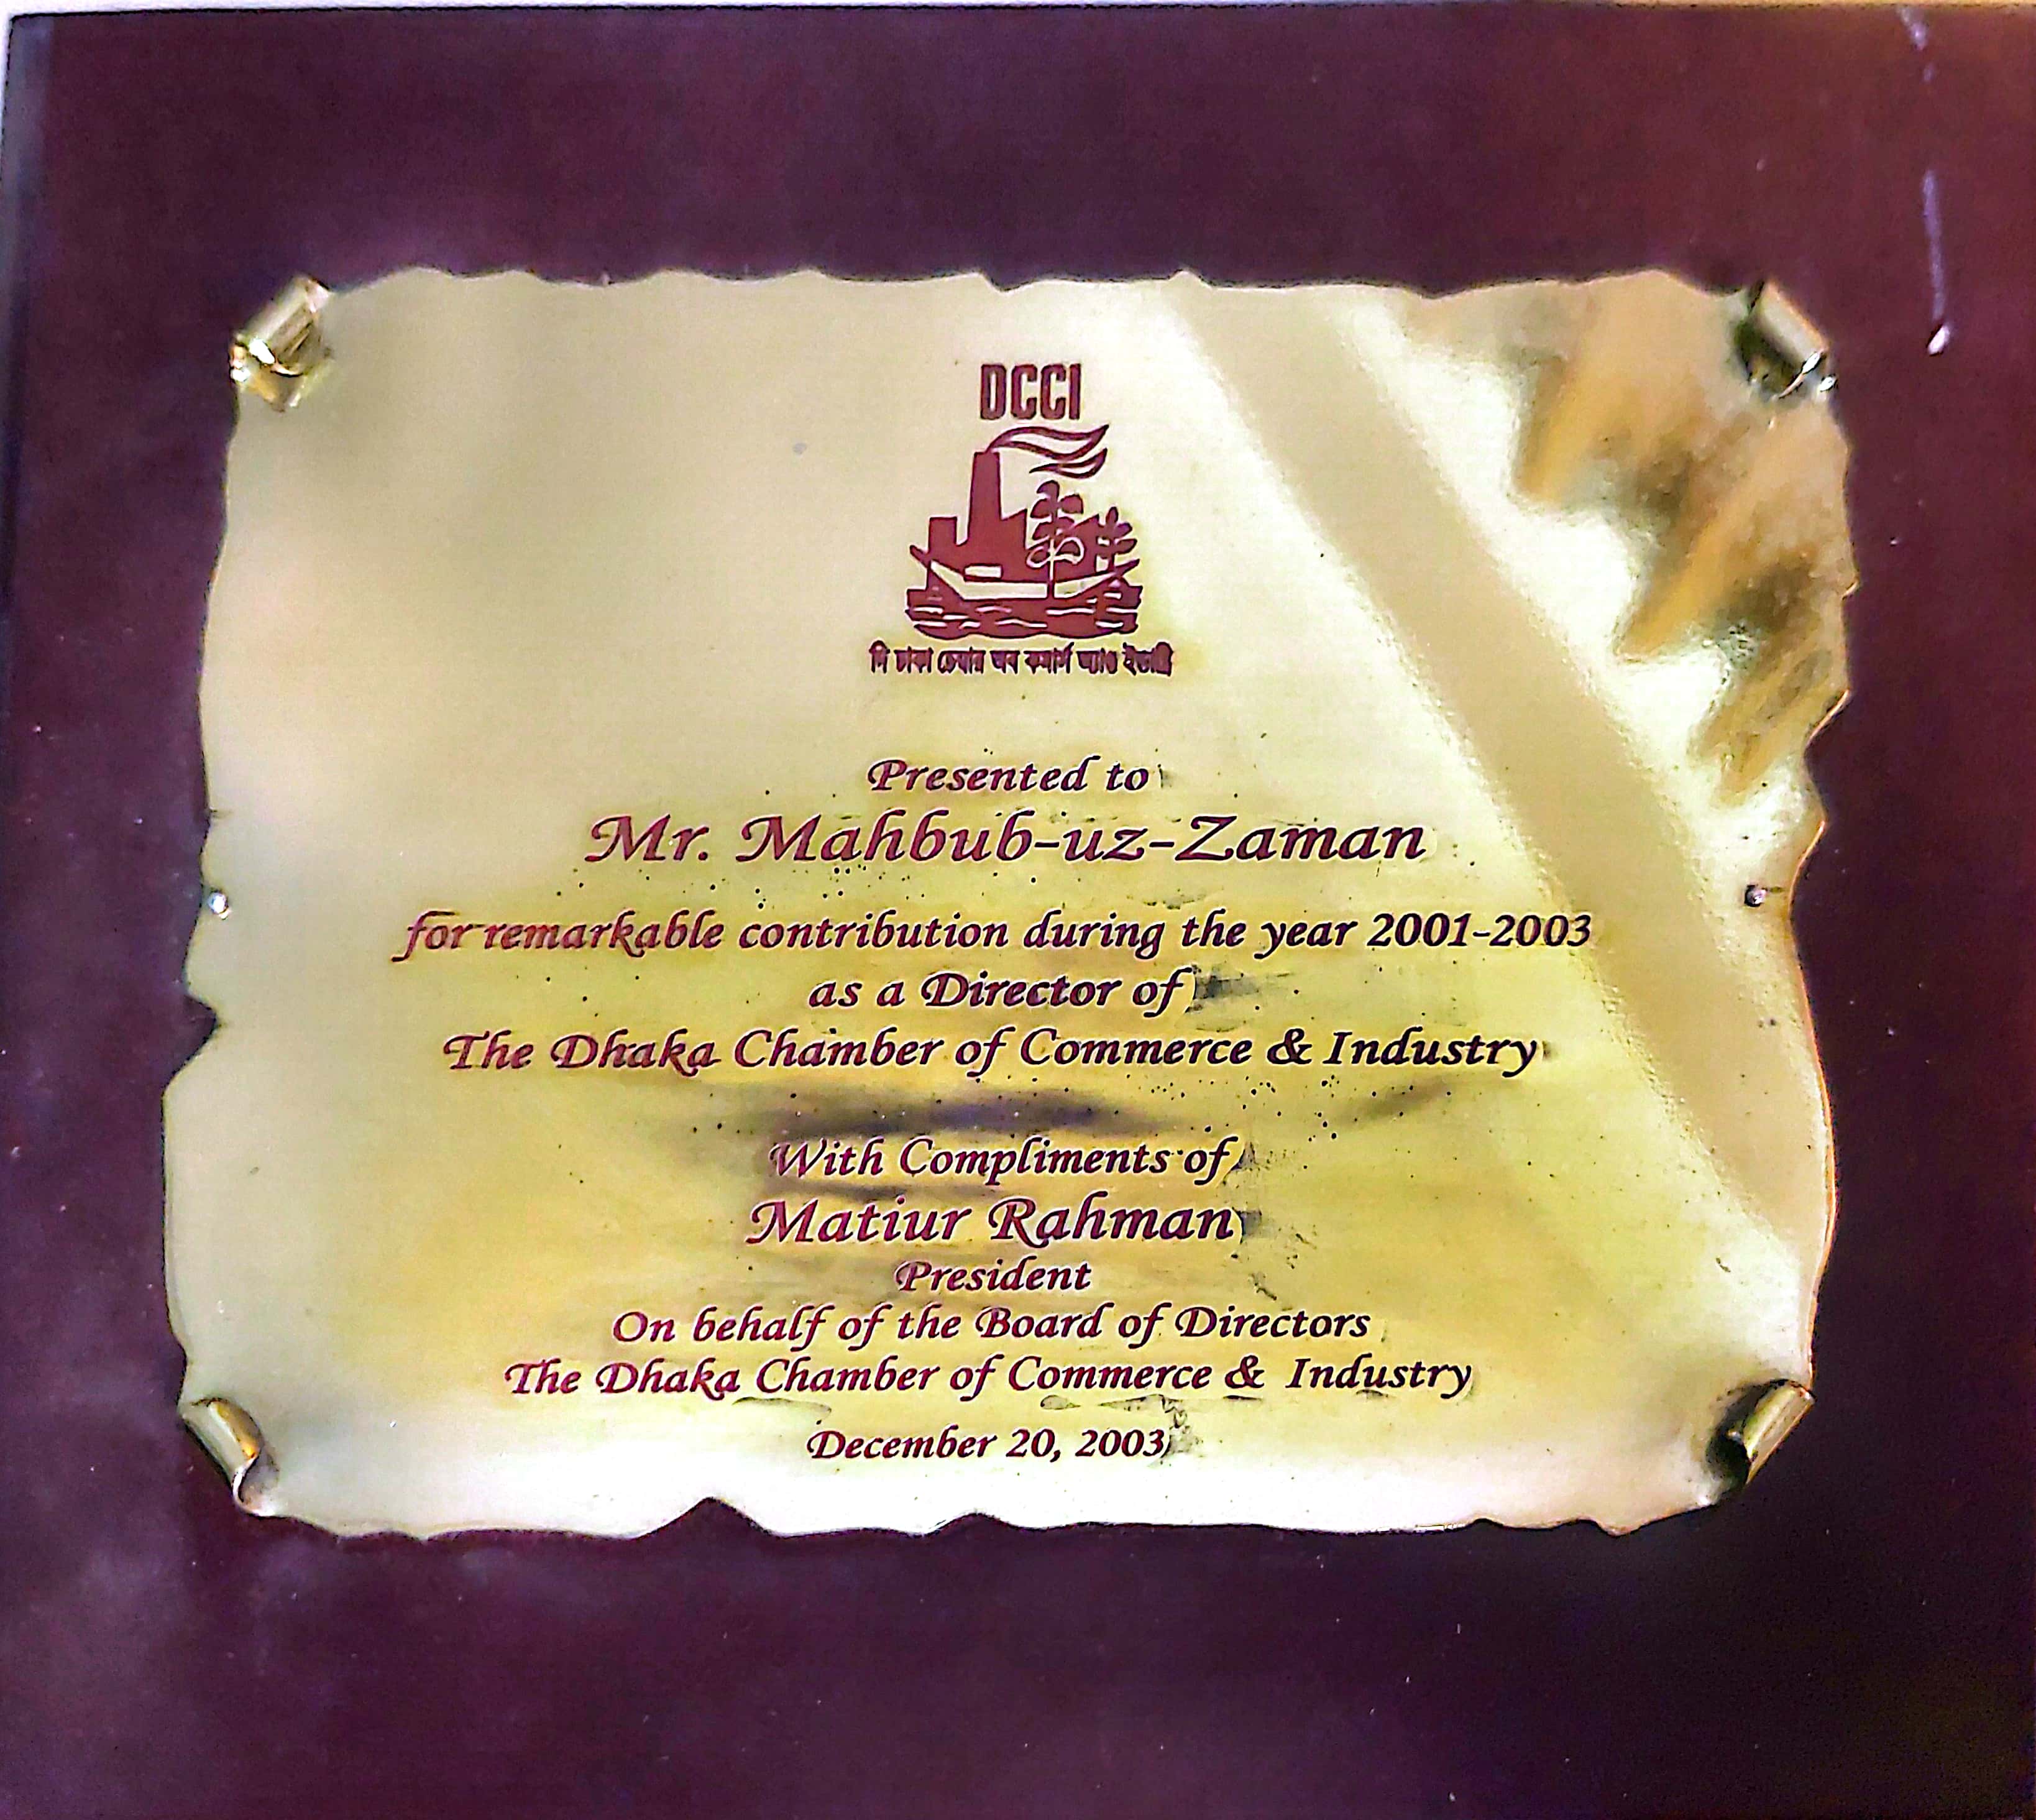 DCCI
দি ঢাকা চেম্বার অব কমার্স অ্যান্ড ইন্ডাস্ট্রি
Presented to
Mr. Mahbub-uz-Zaman
for remarkable contribution during the year 2001-2003
as a Director of
The Dhaka Chamber of Commerce & Industry
With Compliments of
Matiur Rahman
President
On behalf of the Board of Directors
The Dhaka Chamber of Commerce & Industry
December 20, 2003